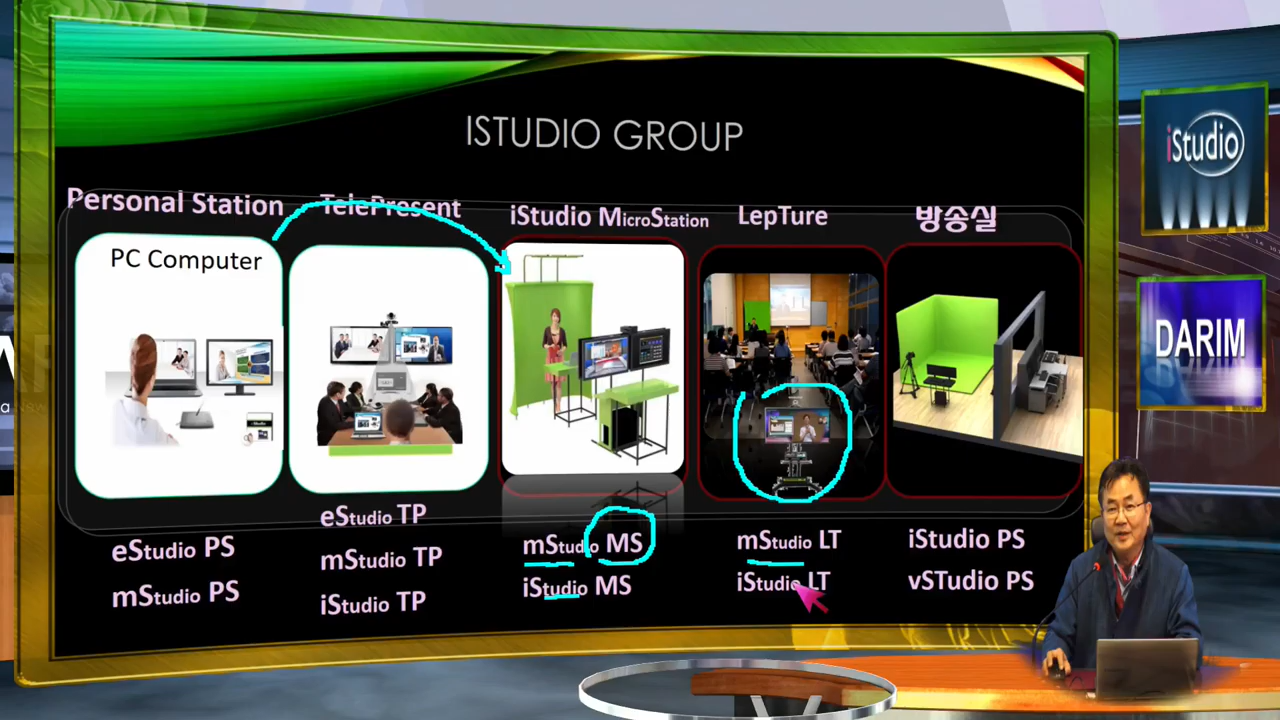 ISTUDIO GROUP
Personal Station
TelePresent
iStudio MicroStation
LepTure
방송실
PC Computer
eStudio PS
mStudio PS
eStudio TP
mStudio TP
iStudio TP
mStudio MS
iStudio MS
mStudio LT
iStudio LT
iStudio PS
vSTudio PS
iStudio
DARIM